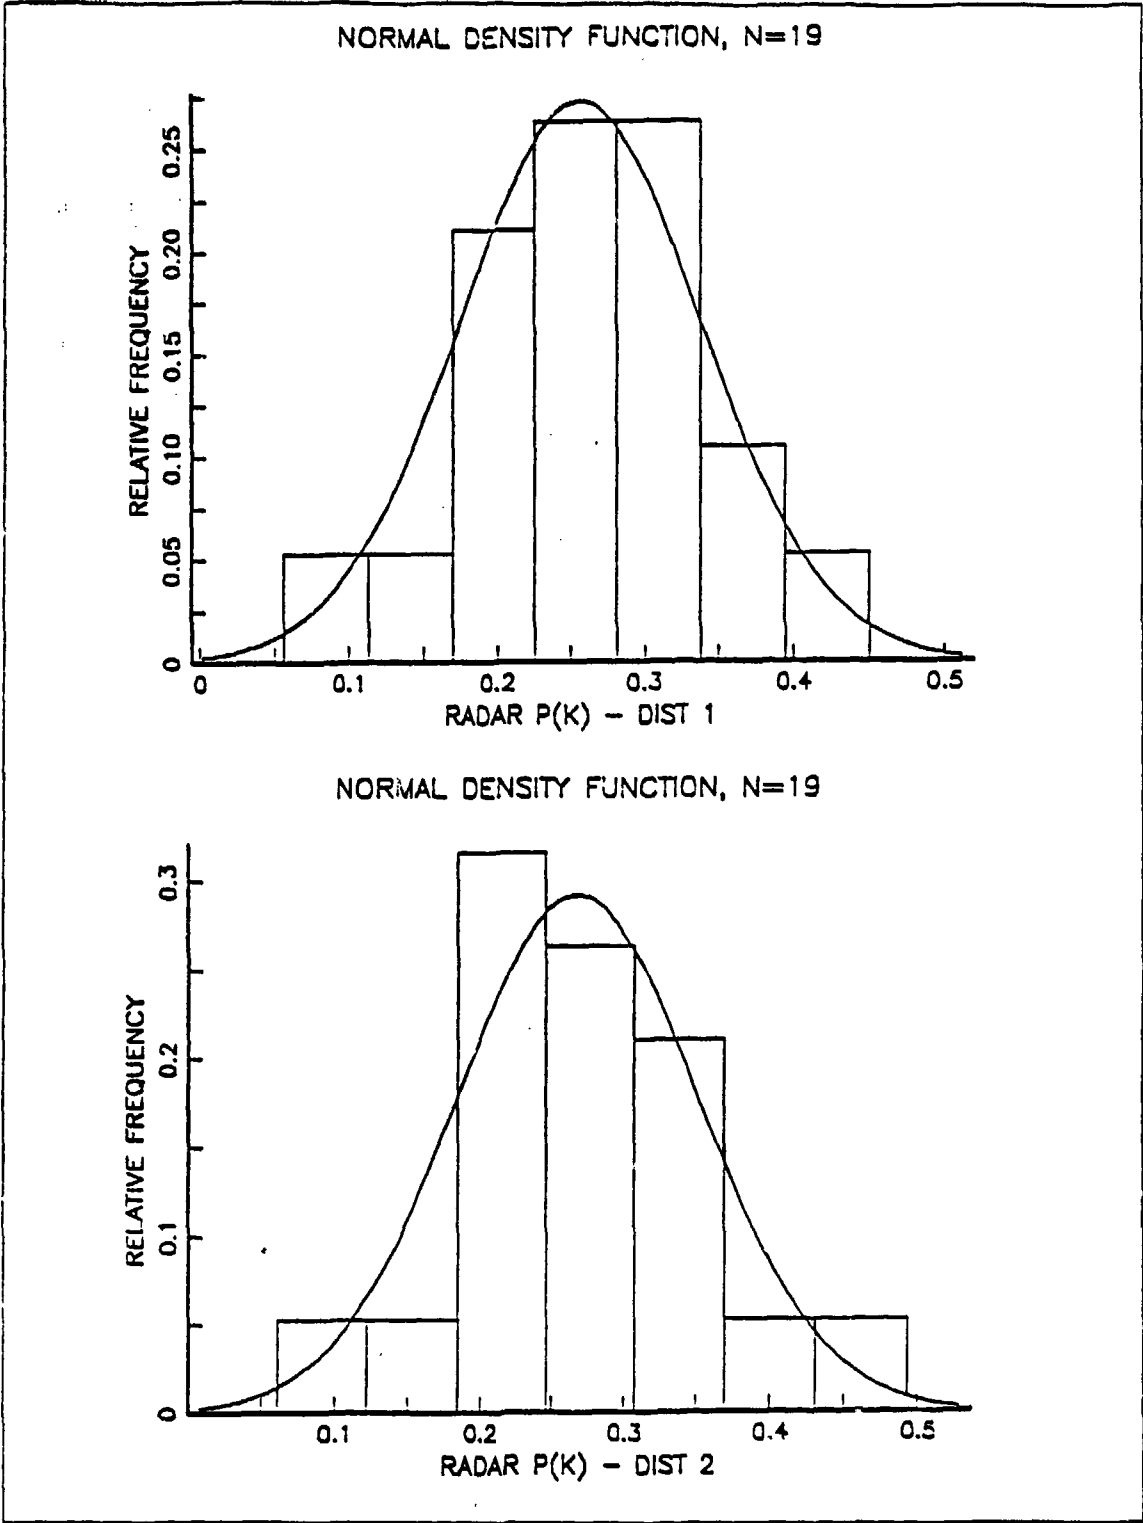 NORMAL DENSITY FUNCTION, N=19
RELATIVE FREQUENCY
0.25
0.20
0.15
0.10
0.05
0
0 0.1 0.2 0.3 0.4 0.5
RADAR P(K) – DIST 1
NORMAL DENSITY FUNCTION, N=19
RELATIVE FREQUENCY
0.3
0.2
0.1
0
0.1 0.2 0.3 0.4 0.5
RADAR P(K) – DIST 2